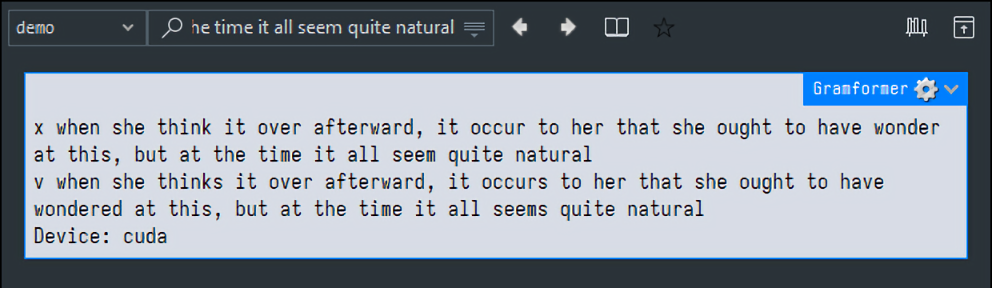 demo
he time it all seem quite natural
Gramformer
x when she think it over afterward, it occur to her that she ought to have wonder
at this, but at the time it all seem quite natural
v when she thinks it over afterward, it occurs to her that she ought to have
wondered at this, but at the time it all seems quite natural
Device: cuda